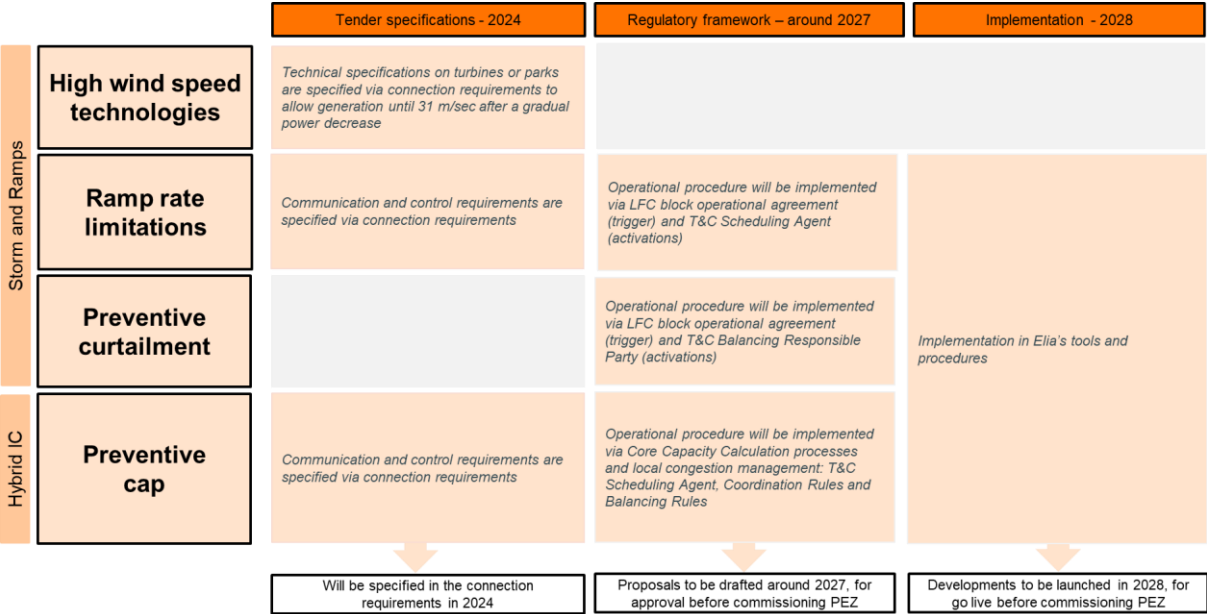 Tender specifications - 2024
Regulatory framework – around 2027
Implementation - 2028
Storm and Ramps
High wind speed
technologies
Technical specifications on turbines or parks
are specified via connection requirements to
allow generation until 31 m/sec after a gradual
power decrease
Ramp rate
limitations
Communication and control requirements are
specified via connection requirements
Operational procedure will be implemented
via LFC block operational agreement
(trigger) and T&C Scheduling Agent
(activations)
Preventive
curtailment
Operational procedure will be implemented
via LFC block operational agreement
(trigger) and T&C Balancing Responsible
Party (activations)
Implementation in Elia's tools and
procedures
Hybrid IC
Preventive
cap
Communication and control requirements are
specified via connection requirements
Operational procedure will be implemented
via Core Capacity Calculation processes
and local congestion management: T&C
Scheduling Agent, Coordination Rules and
Balancing Rules
Will be specified in the connection
requirements in 2024
Proposals to be drafted around 2027, for
approval before commissioning PEZ
Developments to be launched in 2028, for
go live before commissioning PEZ